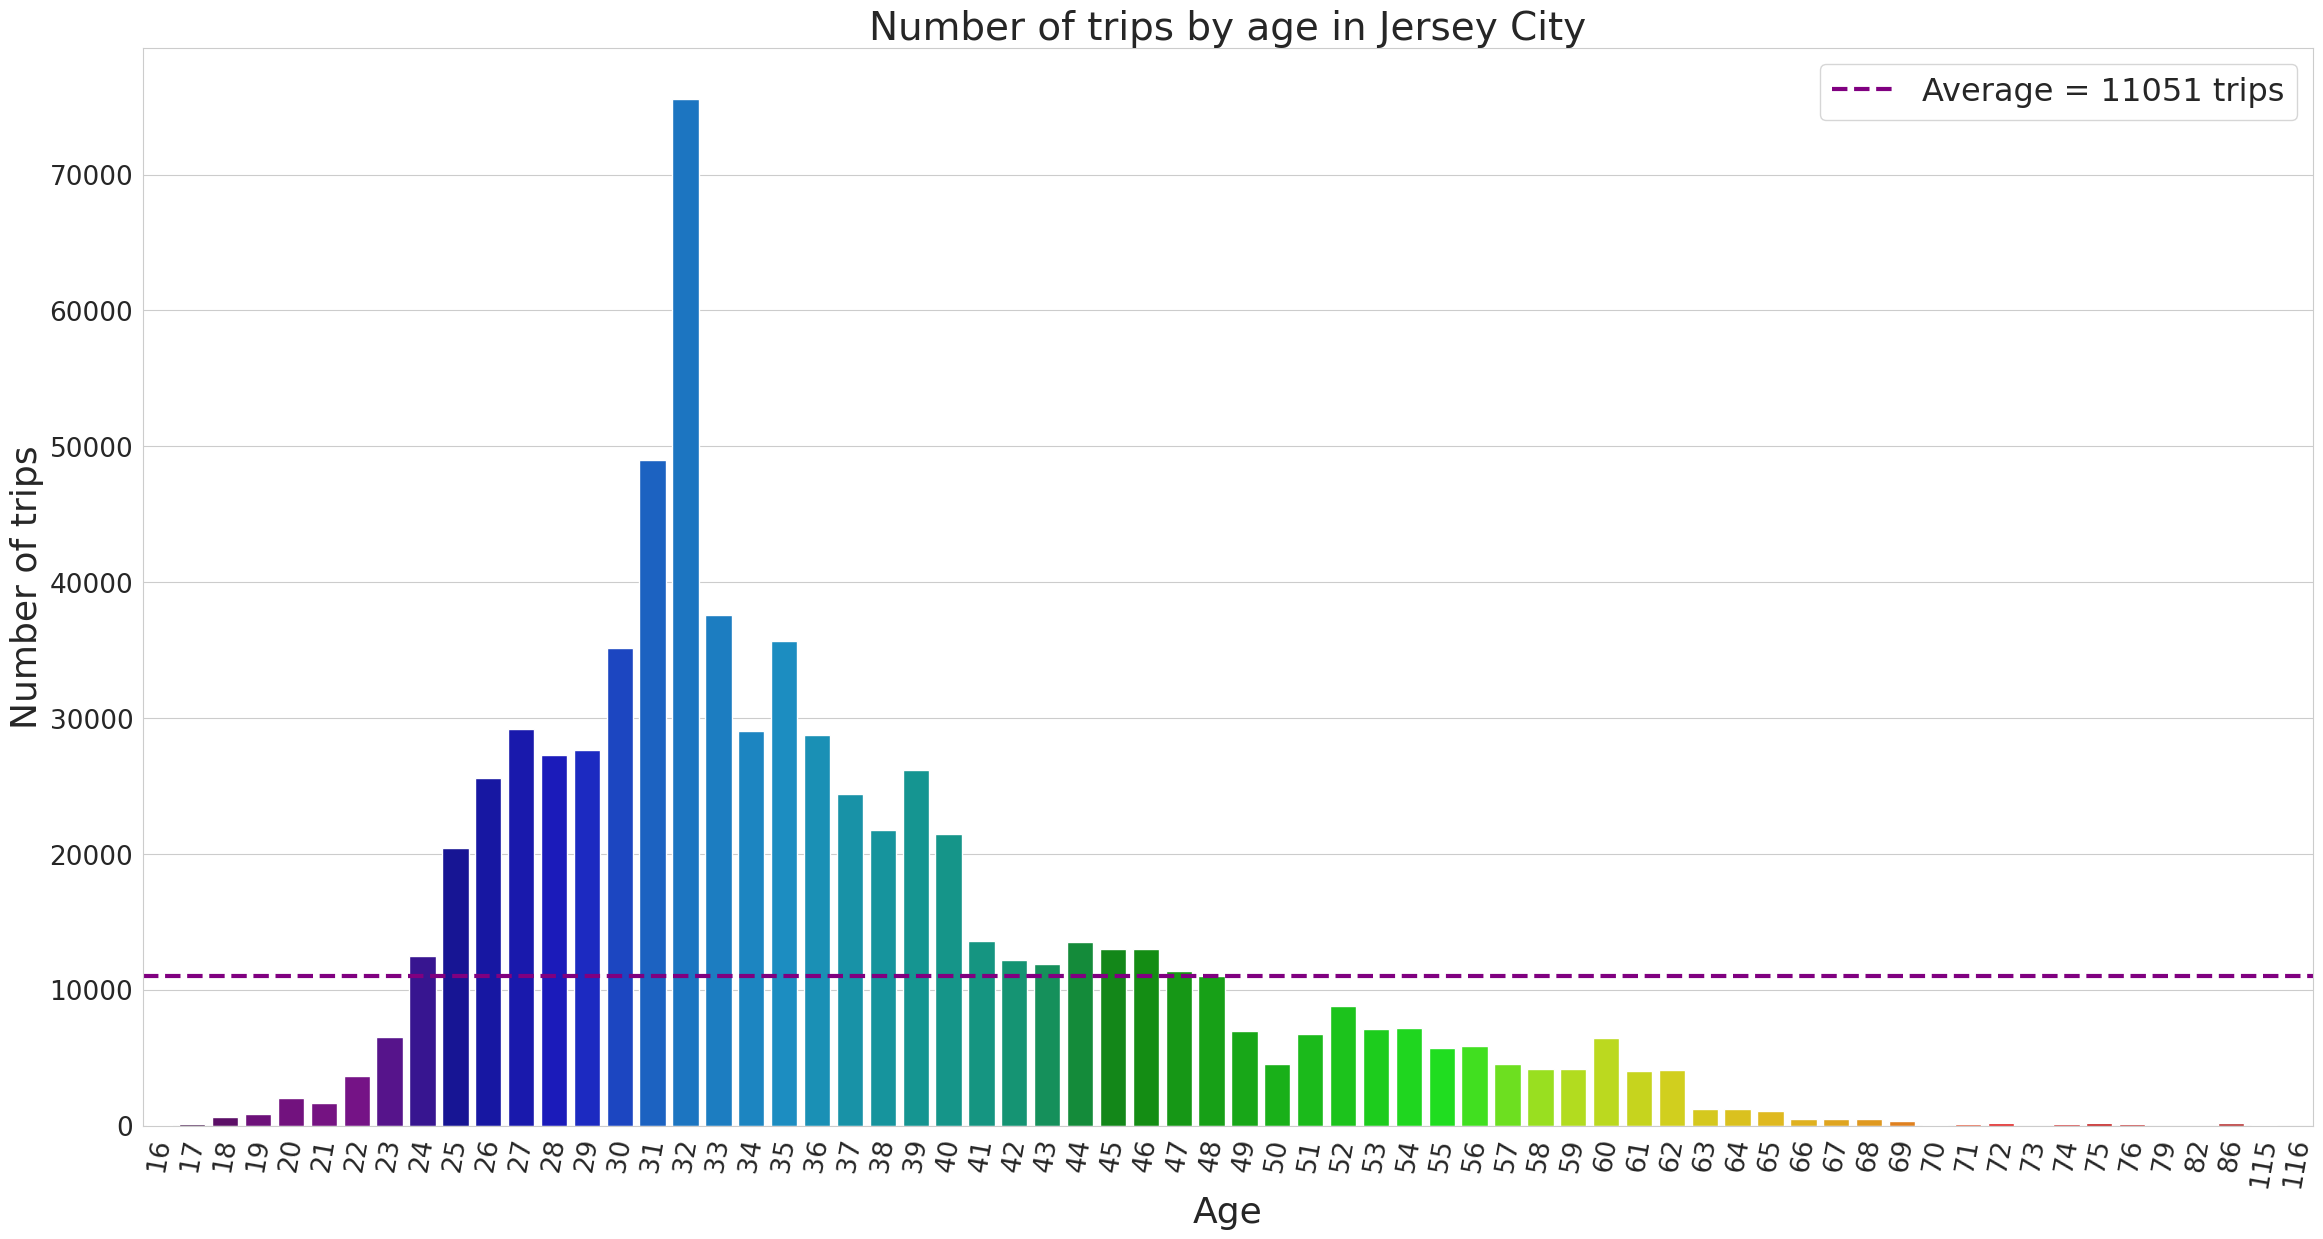 Number of trips by age in Jersey City
Average = 11051 trips
Number of trips
70000
60000
50000
40000
30000
20000
10000
0
16 17 18 19 20 21 22 23 24 25 26 27 28 29 30 31 32 33 34 35 36 37 38 39 40 41 42 43 44 45 46 47 48 49 50 51 52 53 54 55 56 57 58 59 60 61 62 63 64 65 66 67 68 69 70 71 72 73 74 75 76 79 82 86 115 116
Age